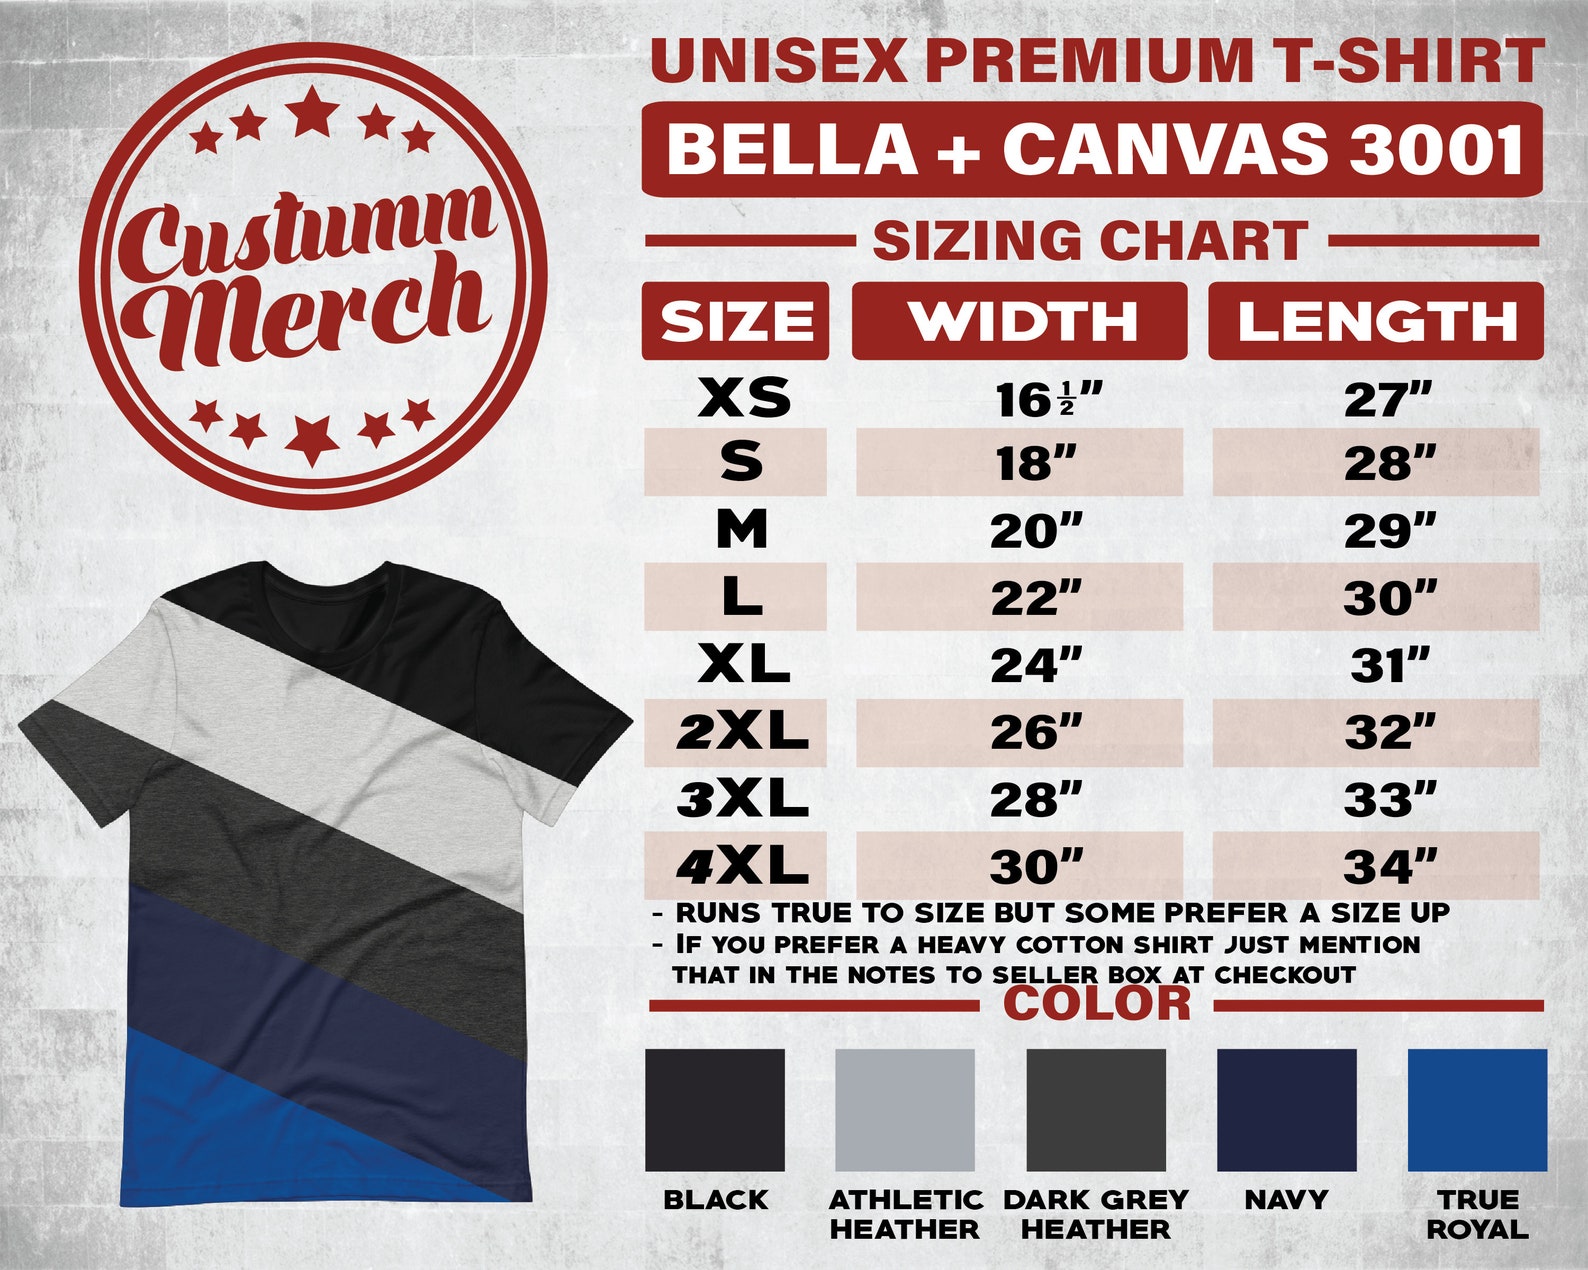 Custumm
Merch
UNISEX PREMIUM T-SHIRT
BELLA + CANVAS 3001
SIZING CHART
SIZE WIDTH LENGTH
XS 16 1/2" 27"
S 18" 28"
M 20" 29"
L 22" 30"
XL 24" 31"
2XL 26" 32"
3XL 28" 33"
4XL 30" 34"
- RUNS TRUE TO SIZE BUT SOME PREFER A SIZE UP
- IF YOU PREFER A HEAVY COTTON SHIRT JUST MENTION
THAT IN THE NOTES TO SELLER BOX AT CHECKOUT
COLOR
BLACK
ATHLETIC
HEATHER
DARK GREY
HEATHER
NAVY
TRUE
ROYAL